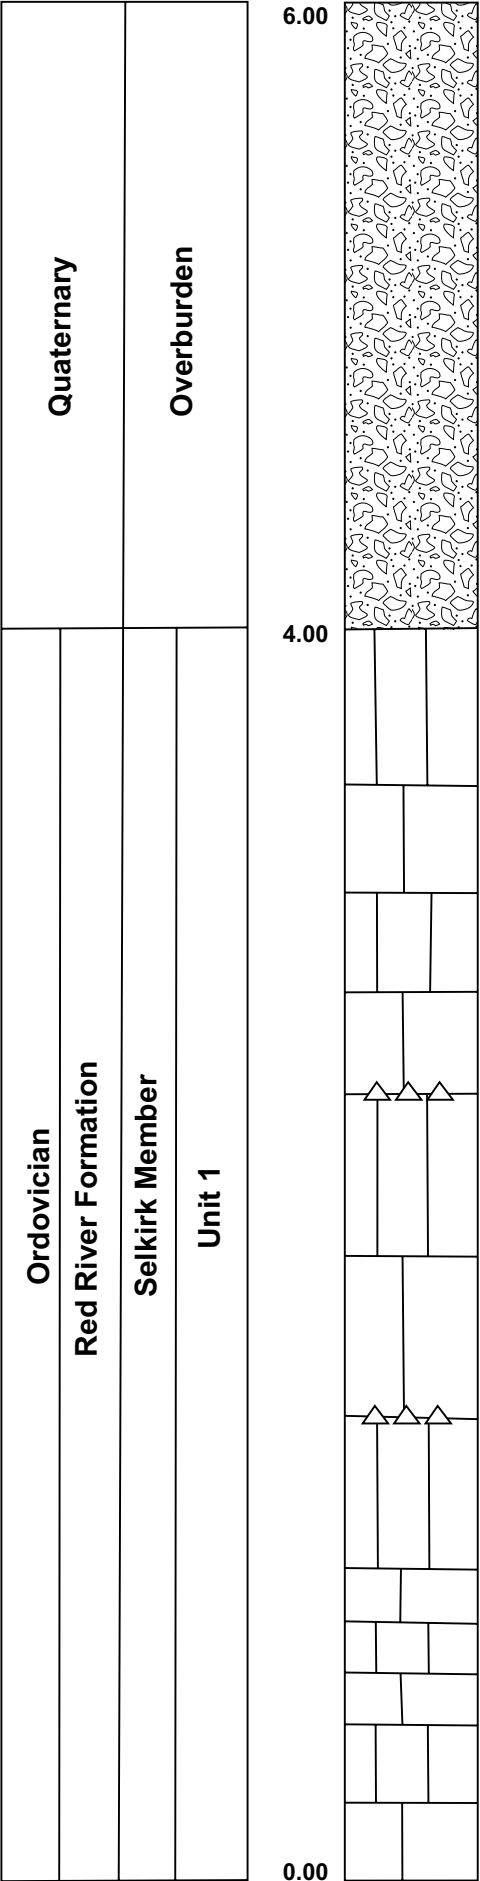 6.00
Quaternary
Overburden
4.00
Ordovician
Red River Formation
Selkirk Member
Unit 1
0.00